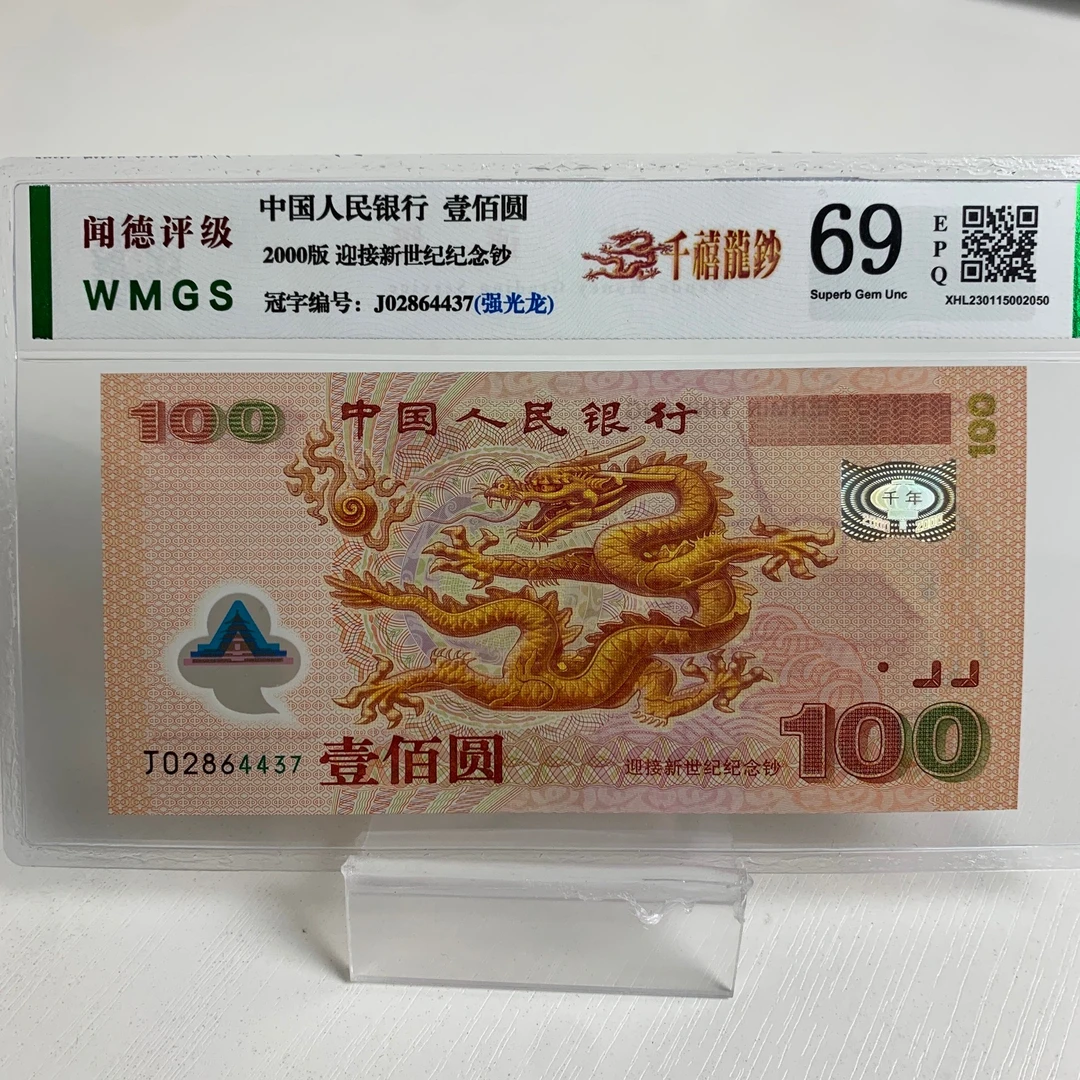 闻德评级
WMGS
中国人民银行 壹佰圆
2000版 迎接新世纪纪念钞
冠字编号：J02864437(强光龙)
千禧龍鈔
69
Superb Gem Unc
EPQ
XHL230115002050
100
中国人民银行
100
千年
J02864437
壹佰圆
迎接新世纪纪念钞
100